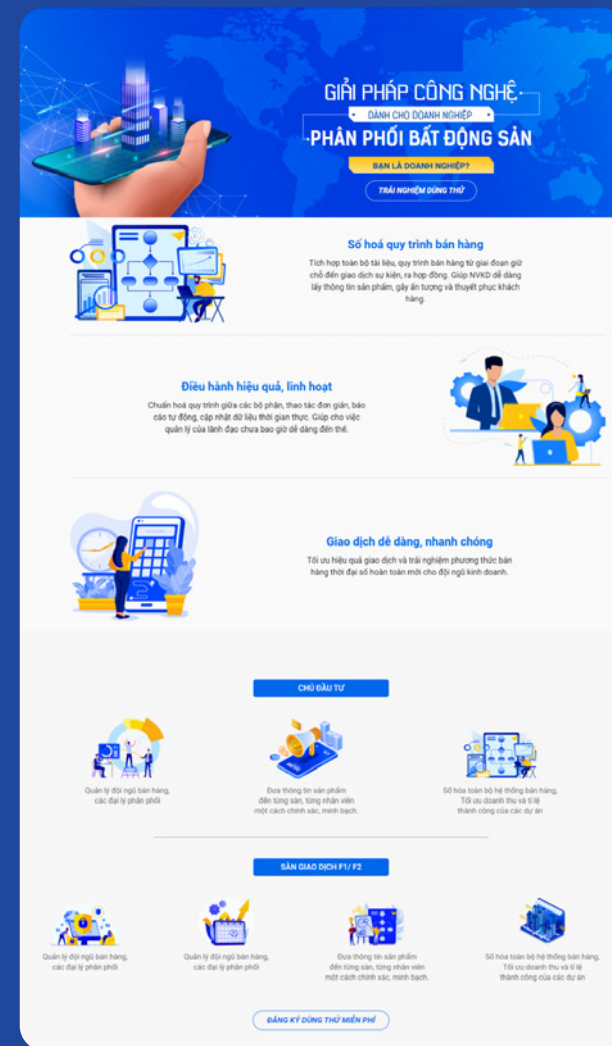 GIẢI PHÁP CÔNG NGHỆ
DÀNH CHO DOANH NGHIỆP
PHÂN PHỐI BẤT ĐỘNG SẢN
BẠN LÀ DOANH NGHIỆP?
TRẢI NGHIỆM DÙNG THỬ
Số hoá quy trình bán hàng
Tích hợp toàn bộ tài liệu, quy trình bán hàng từ giai đoạn giữ
chỗ đến giao dịch sự kiện, ra hợp đồng. Giúp NVKD dễ dàng
lấy thông tin sản phẩm, gây ấn tượng và thuyết phục khách
hàng.
Điều hành hiệu quả, linh hoạt
Chuẩn hoá quy trình giữa các bộ phận, thao tác đơn giản, báo
cáo tự động, cập nhật dữ liệu thời gian thực. Giúp cho việc
quản lý của lãnh đạo chưa bao giờ dễ dàng đến thế.
Giao dịch dễ dàng, nhanh chóng
Tối ưu hiệu quả giao dịch và trải nghiệm phương thức bán
hàng thời đại số hoàn toàn mới cho đội ngũ kinh doanh.
CHỦ ĐẦU TƯ
Quản lý đội ngũ bán hàng,
các đại lý phân phối
Đưa thông tin sản phẩm
đến từng sàn, từng nhân viên
một cách chính xác, minh bạch.
Số hóa toàn bộ hệ thống bán hàng,
Tối ưu doanh thu và tỉ lệ
thành công của các dự án
SÀN GIAO DỊCH F1/ F2
Quản lý đội ngũ bán hàng,
các đại lý phân phối
Quản lý đội ngũ bán hàng,
các đại lý phân phối
Đưa thông tin sản phẩm
đến từng sàn, từng nhân viên
một cách chính xác, minh bạch.
Số hóa toàn bộ hệ thống bán hàng,
Tối ưu doanh thu và tỉ lệ
thành công của các dự án
ĐĂNG KÝ DÙNG THỬ MIỄN PHÍ